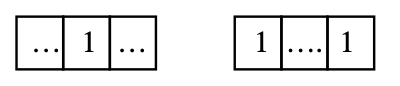 … 1 … 1 …. 1